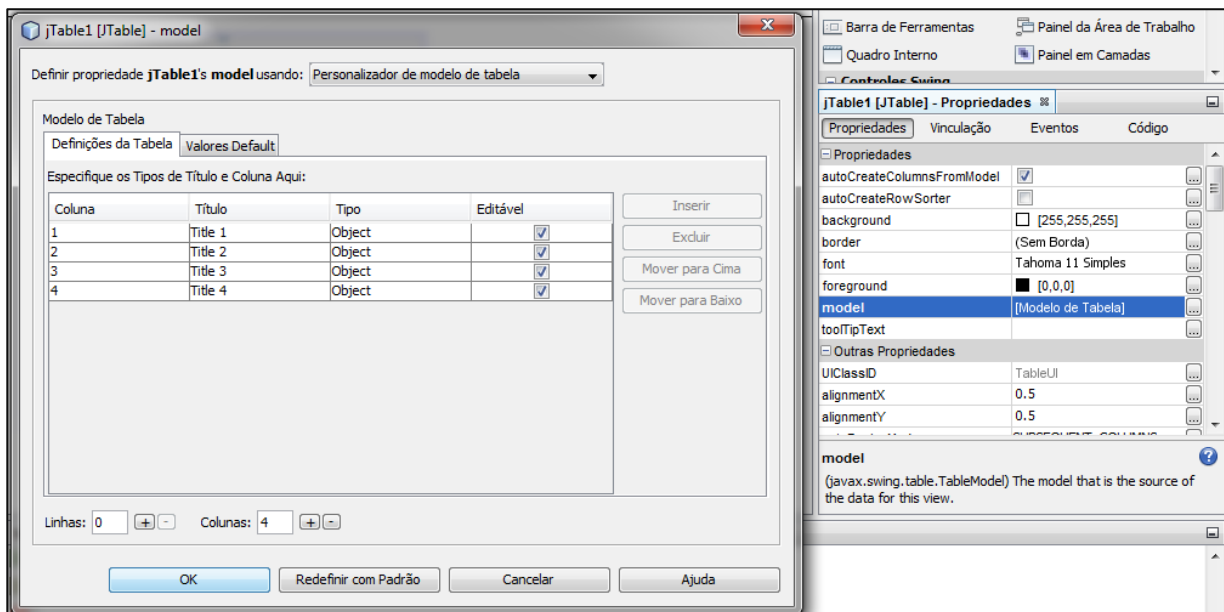 jTable1 [JTable] - model
Definir propriedade jTable1's model usando: Personalizador de modelo de tabela
Modelo de Tabela
Definições da Tabela Valores Default
Especifique os Tipos de Título e Coluna Aqui:
Coluna Título Tipo Editável
1 Title 1 Object
2 Title 2 Object
3 Title 3 Object
4 Title 4 Object
Inserir
Excluir
Mover para Cima
Mover para Baixo
Linhas: 0 + - Colunas: 4 + -
OK Redefinir com Padrão Cancelar Ajuda
Barra de Ferramentas Painel da Área de Trabalho
Quadro Interno Painel em Camadas
Controles Swing
jTable1 [JTable] - Propriedades
Propriedades Vinculação Eventos Código
Propriedades
autoCreateColumnsFromModel ...
autoCreateRowSorter ...
background [255,255,255] ...
border (Sem Borda) ...
font Tahoma 11 Simples ...
foreground [0,0,0] ...
model [Modelo de Tabela] ...
toolTipText ...
Outras Propriedades
UIClassID TableUI ...
alignmentX 0.5 ...
alignmentY 0.5 ...
model
(javax.swing.table.TableModel) The model that is the source of
the data for this view.